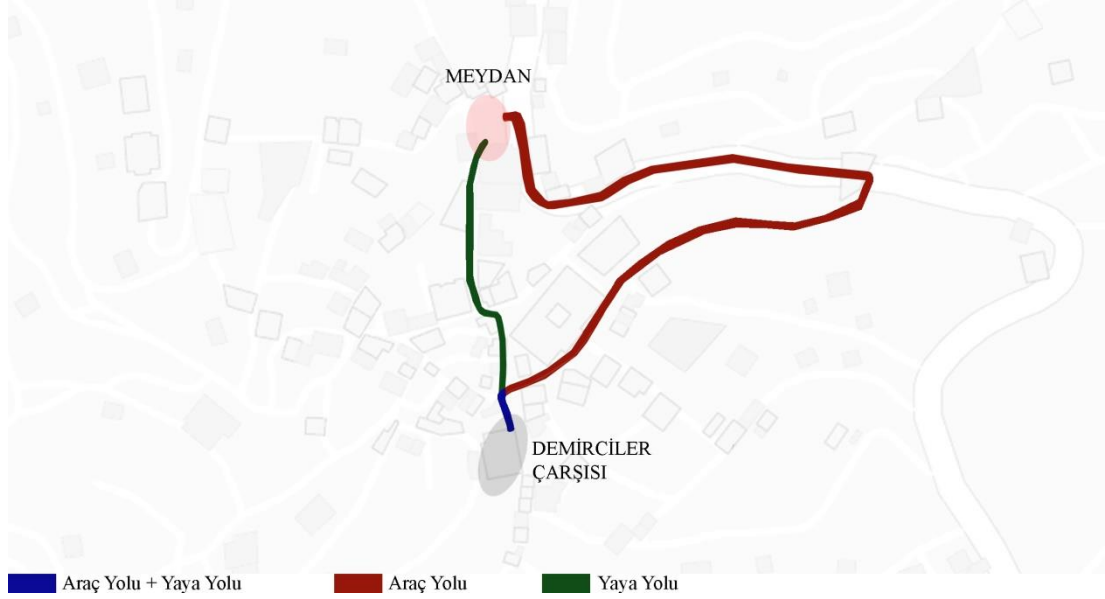 MEYDAN
DEMİRCİLER
ÇARŞISI
Araç Yolu + Yaya Yolu
Araç Yolu
Yaya Yolu